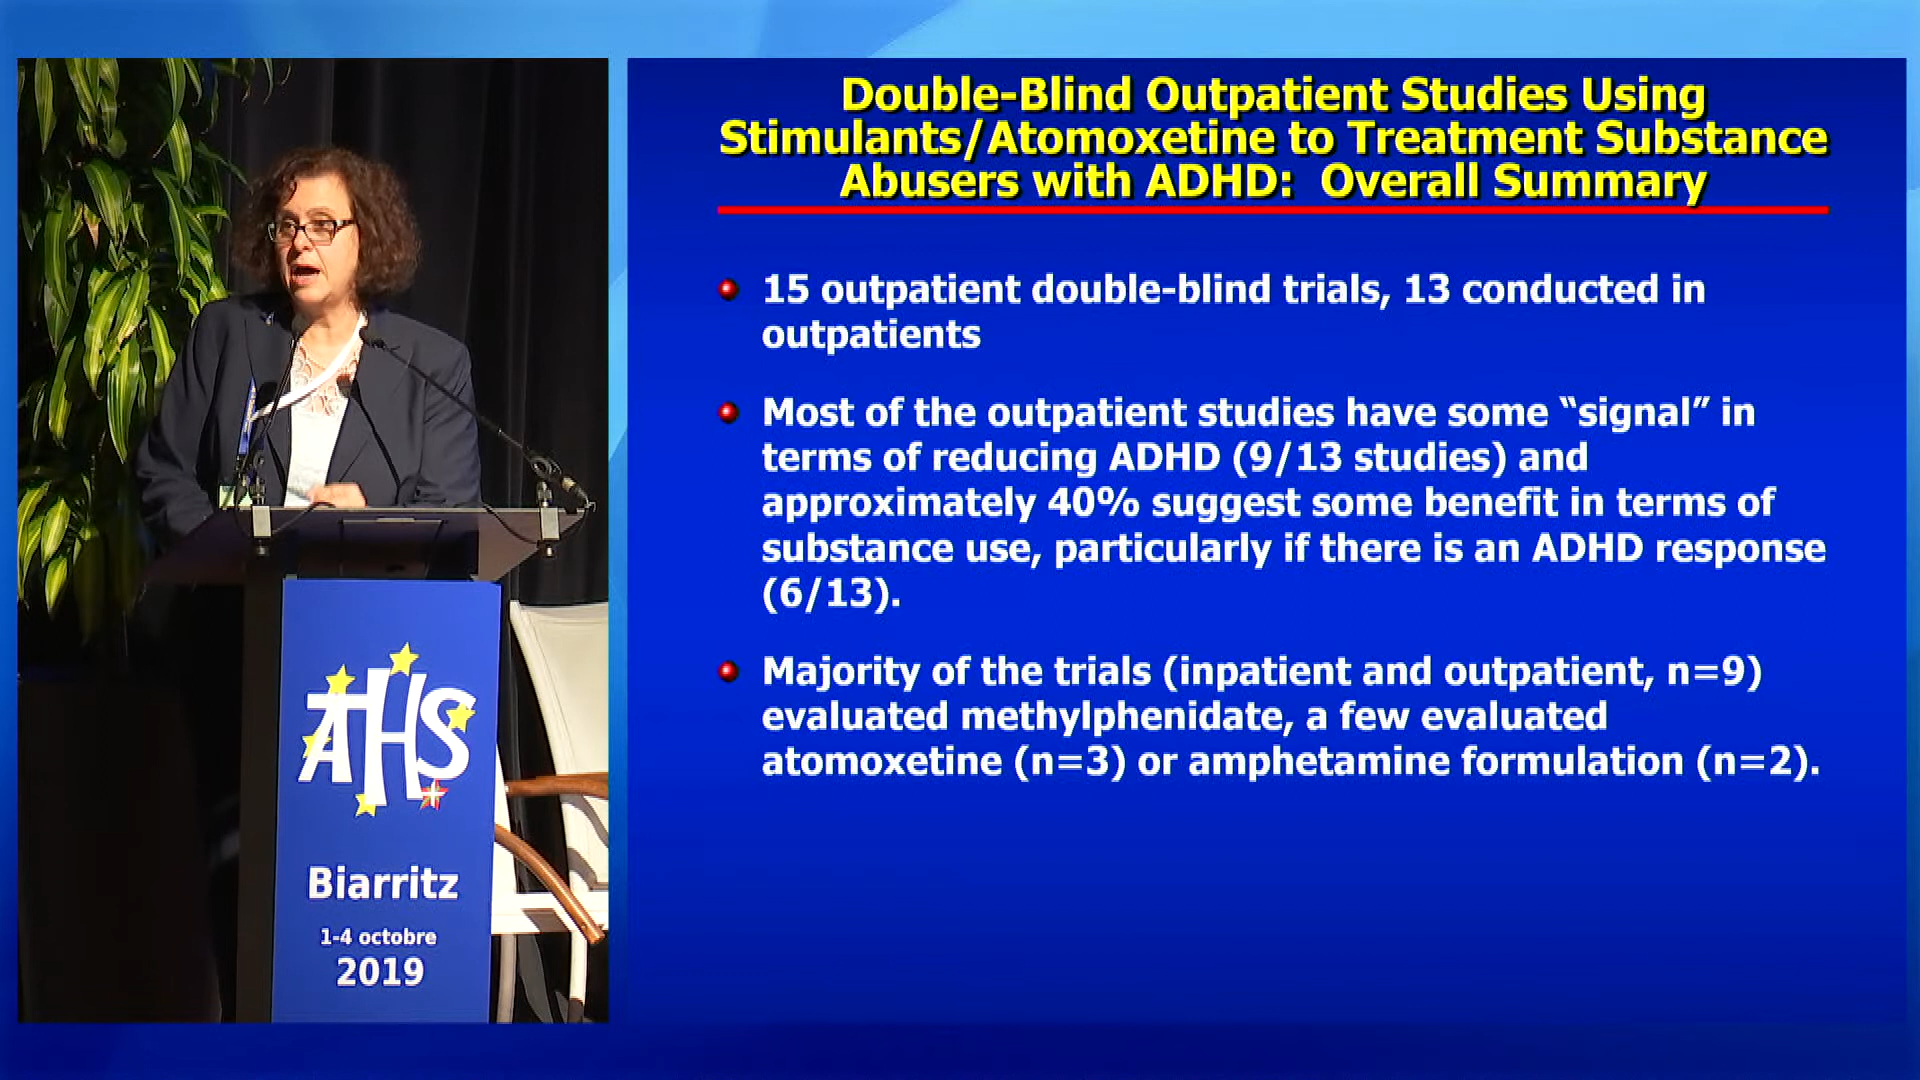 Double-Blind Outpatient Studies Using
Stimulants/Atomoxetine to Treatment Substance
Abusers with ADHD: Overall Summary
15 outpatient double-blind trials, 13 conducted in
outpatients
Most of the outpatient studies have some “signal” in
terms of reducing ADHD (9/13 studies) and
approximately 40% suggest some benefit in terms of
substance use, particularly if there is an ADHD response
(6/13).
Majority of the trials (inpatient and outpatient, n=9)
evaluated methylphenidate, a few evaluated
atomoxetine (n=3) or amphetamine formulation (n=2).
AHS
Biarritz
1-4 octobre
2019